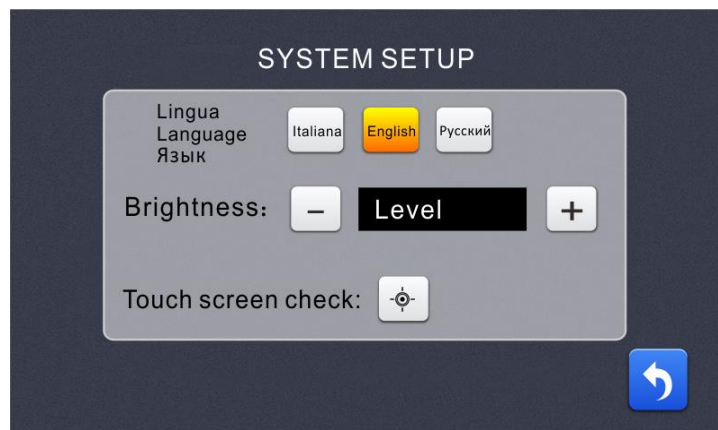 SYSTEM SETUP
Lingua
Language
Язык
Italiana English Русский
Brightness: − Level +
Touch screen check: